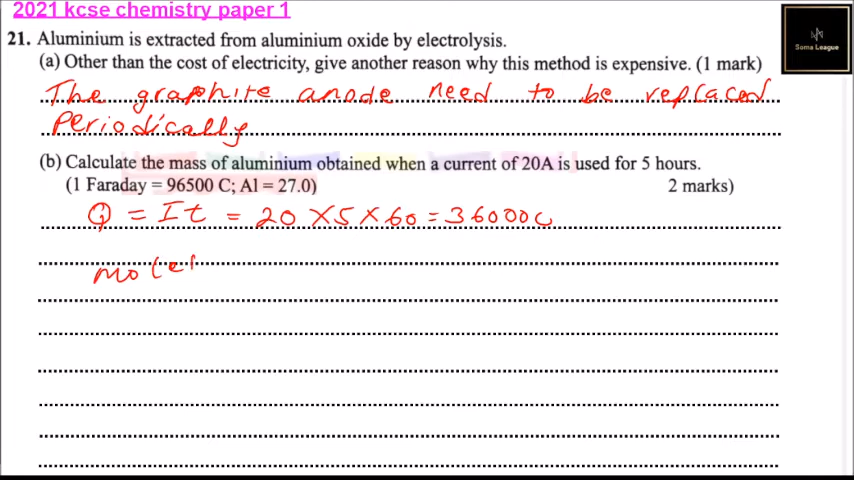 2021 kcse chemistry paper 1
21. Aluminium is extracted from aluminium oxide by electrolysis.
(a) Other than the cost of electricity, give another reason why this method is expensive. (1 mark)
The graphite anode need to be replaced
Periodically
(b) Calculate the mass of aluminium obtained when a current of 20A is used for 5 hours.
(1 Faraday = 96500 C; Al = 27.0) 2 marks)
Q = It = 20 X 5 X 60 = 36000C
moles
Soma League